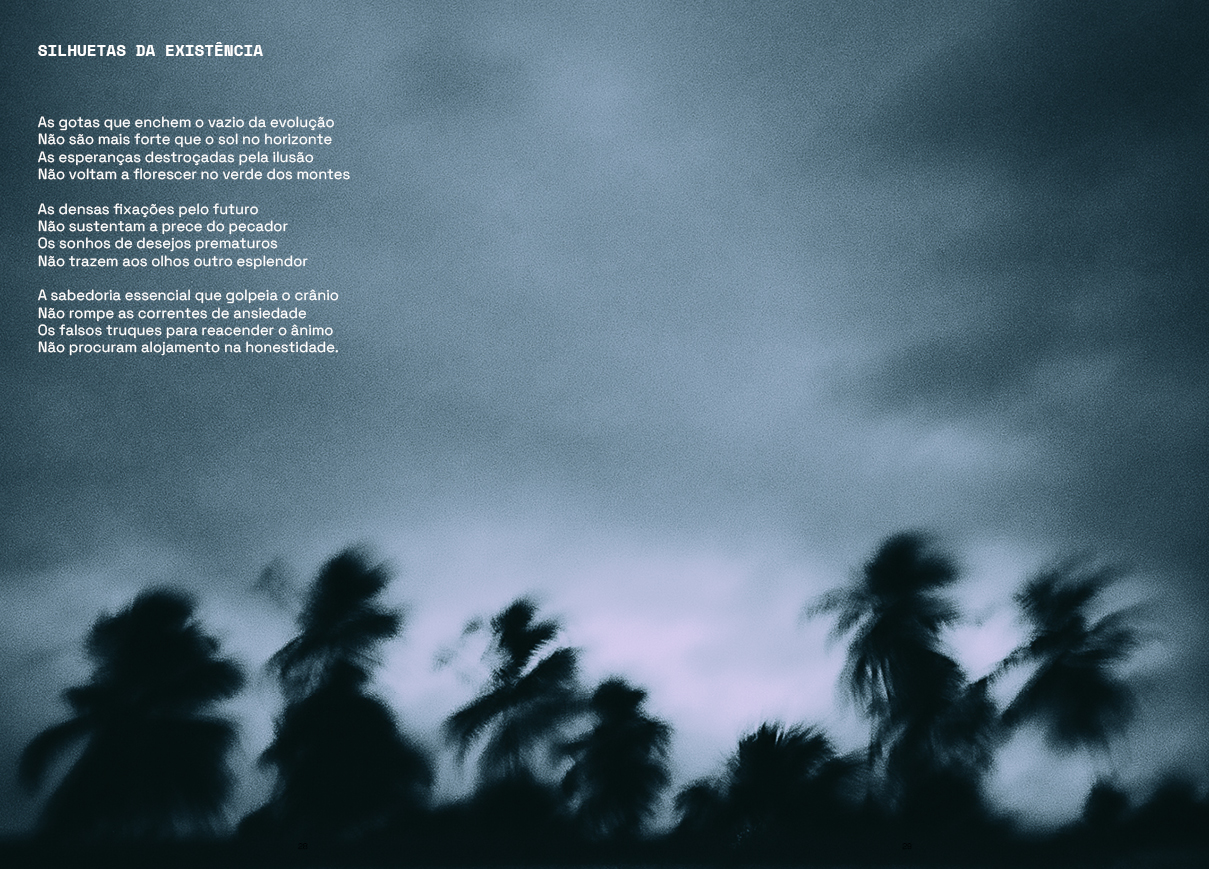 SILHUETAS DA EXISTÊNCIA
As gotas que enchem o vazio da evolução
Não são mais forte que o sol no horizonte
As esperanças destroçadas pela ilusão
Não voltam a florescer no verde dos montes
As densas fixações pelo futuro
Não sustentam a prece do pecador
Os sonhos de desejos prematuros
Não trazem aos olhos outro esplendor
A sabedoria essencial que golpeia o crânio
Não rompe as correntes de ansiedade
Os falsos truques para reacender o ânimo
Não procuram alojamento na honestidade.